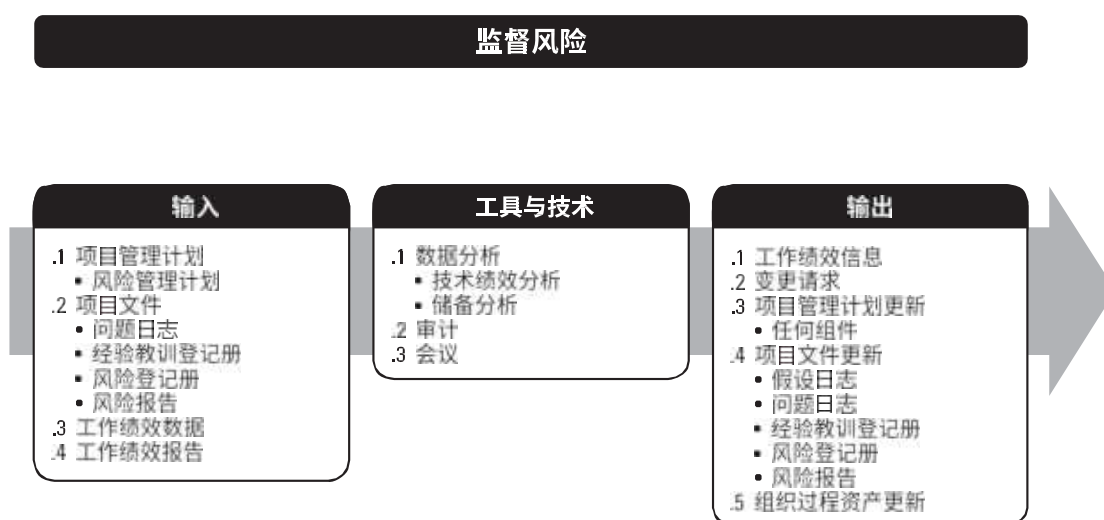 监督风险
输入
.1 项目管理计划
▪ 风险管理计划
.2 项目文件
• 问题日志
▪ 经验教训登记册
▪ 风险登记册
• 风险报告
.3 工作绩效数据
.4 工作绩效报告
工具与技术
.1 数据分析
▪ 技术绩效分析
▪ 储备分析
.2 审计
.3 会议
输出
.1 工作绩效信息
.2 变更请求
.3 项目管理计划更新
• 任何组件
.4 项目文件更新
• 假设日志
• 问题日志
▪ 经验教训登记册
▪ 风险登记册
• 风险报告
.5 组织过程资产更新